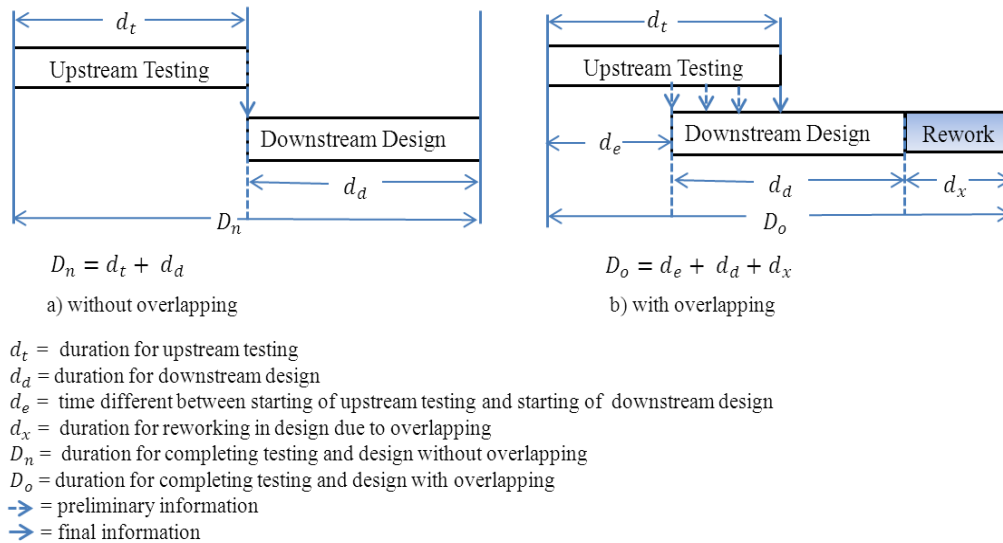 d_t
Upstream Testing
Downstream Design
d_d
D_n
D_n = d_t + d_d
a) without overlapping
d_t
Upstream Testing
d_e
Downstream Design
Rework
d_d
d_x
D_o
D_o = d_e + d_d + d_x
b) with overlapping
d_t = duration for upstream testing
d_d = duration for downstream design
d_e = time different between starting of upstream testing and starting of downstream design
d_x = duration for reworking in design due to overlapping
D_n = duration for completing testing and design without overlapping
D_o = duration for completing testing and design with overlapping
= preliminary information
= final information